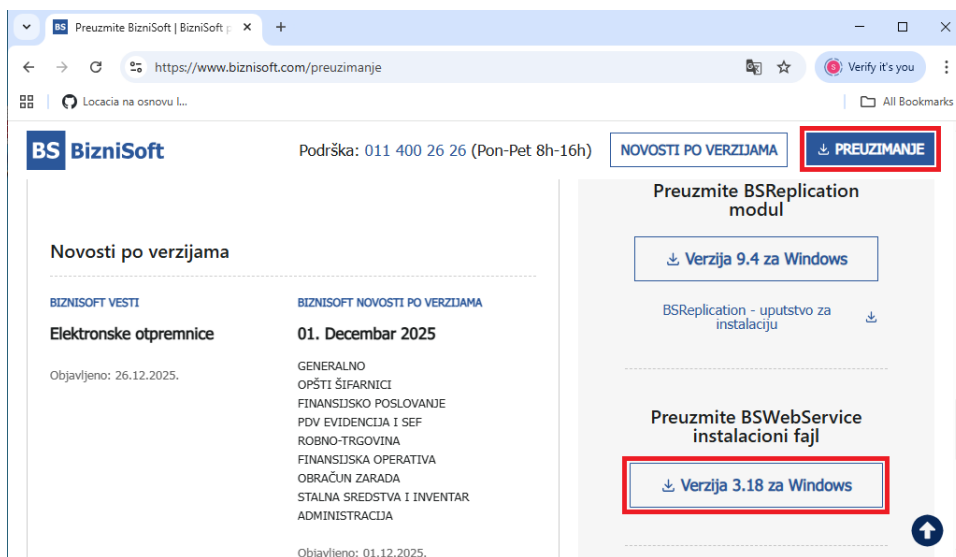 BS Preuzmite BizniSoft | BizniSoft p
https://www.biznisoft.com/preuzimanje
Verify it's you
Locacia na osnovu l...
All Bookmarks
BS BizniSoft
Podrška: 011 400 26 26 (Pon-Pet 8h-16h)
NOVOSTI PO VERZIJAMA
PREUZIMANJE
Novosti po verzijama
BIZNISOFT VESTI
Elektronske otpremnice
Objavljeno: 26.12.2025.
BIZNISOFT NOVOSTI PO VERZIJAMA
01. Decembar 2025
GENERALNO
OPŠTI ŠIFARNICI
FINANSIJSKO POSLOVANJE
PDV EVIDENCIJA I SEF
ROBNO-TRGOVINA
FINANSIJSKA OPERATIVA
OBRAČUN ZARADA
STALNA SREDSTVA I INVENTAR
ADMINISTRACIJA
Objavljeno: 01.12.2025.
Preuzmite BSReplication
modul
Verzija 9.4 za Windows
BSReplication - uputstvo za
instalaciju
Preuzmite BSWebService
instalacioni fajl
Verzija 3.18 za Windows